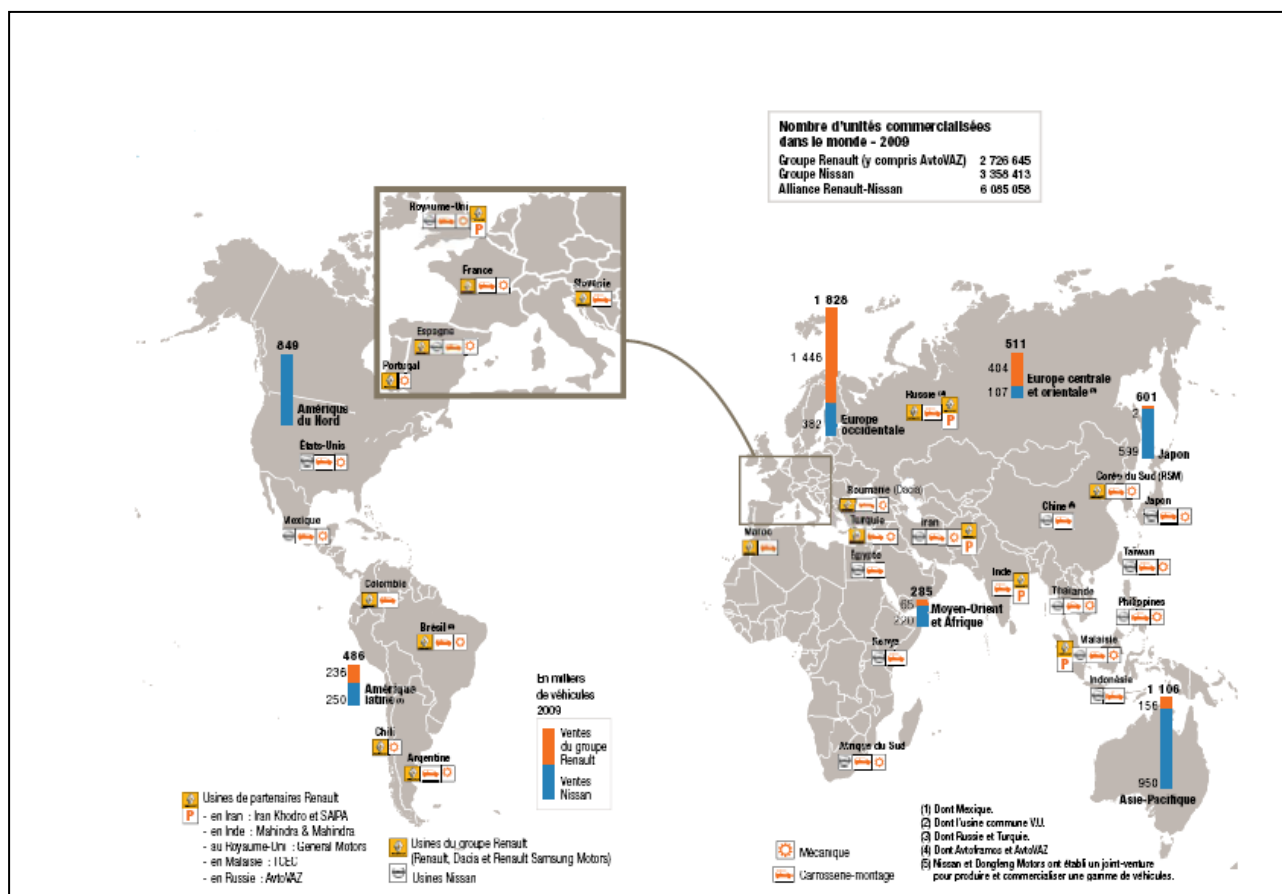 Nombre d'unités commercialisées
dans le monde - 2009
Groupe Renault (y compris AvtoVAZ) 2 726 645
Groupe Nissan 3 358 413
Alliance Renault-Nissan 6 085 058
Royaume-Uni
P
France
Slovénie
Espagne
Portugal
849
Amérique
du Nord
États-Unis
Mexique
Colombie
Brésil
486
236
250
Amérique
latine (1)
Chili
Argentine
1 828
1 446
382
Europe
occidentale
511
404
107
Europe centrale
et orientale (3)
Russie
P
601
2
599
Japon
Corée du Sud (RSM)
Japon
Chine
Roumanie (Dacia)
Turquie
Iran
P
Maroc
Égypte
Inde
P
Taïwan
Thaïlande
Philippines
285
65
220
Moyen-Orient
et Afrique
Kenya
Malaisie
P
Indonésie
Afrique du Sud
1 106
156
950
Asie-Pacifique
En milliers
de véhicules
2009
Ventes
du groupe
Renault
Ventes
Nissan
Usines de partenaires Renault
P
- en Iran : Iran Khodro et SAIPA
- en Inde : Mahindra & Mahindra
- au Royaume-Uni : General Motors
- en Malaisie : TCEC
- en Russie : AvtoVAZ
Usines du groupe Renault
(Renault, Dacia et Renault Samsung Motors)
Usines Nissan
Mécanique
Carrosserie-montage
(1) Dont Mexique.
(2) Dont l'usine commune V.U.
(3) Dont Russie et Turquie.
(4) Dont Avtoframos et AvtoVAZ
(5) Nissan et Dongfeng Motors ont établi un joint-venture
pour produire et commercialiser une gamme de véhicules.